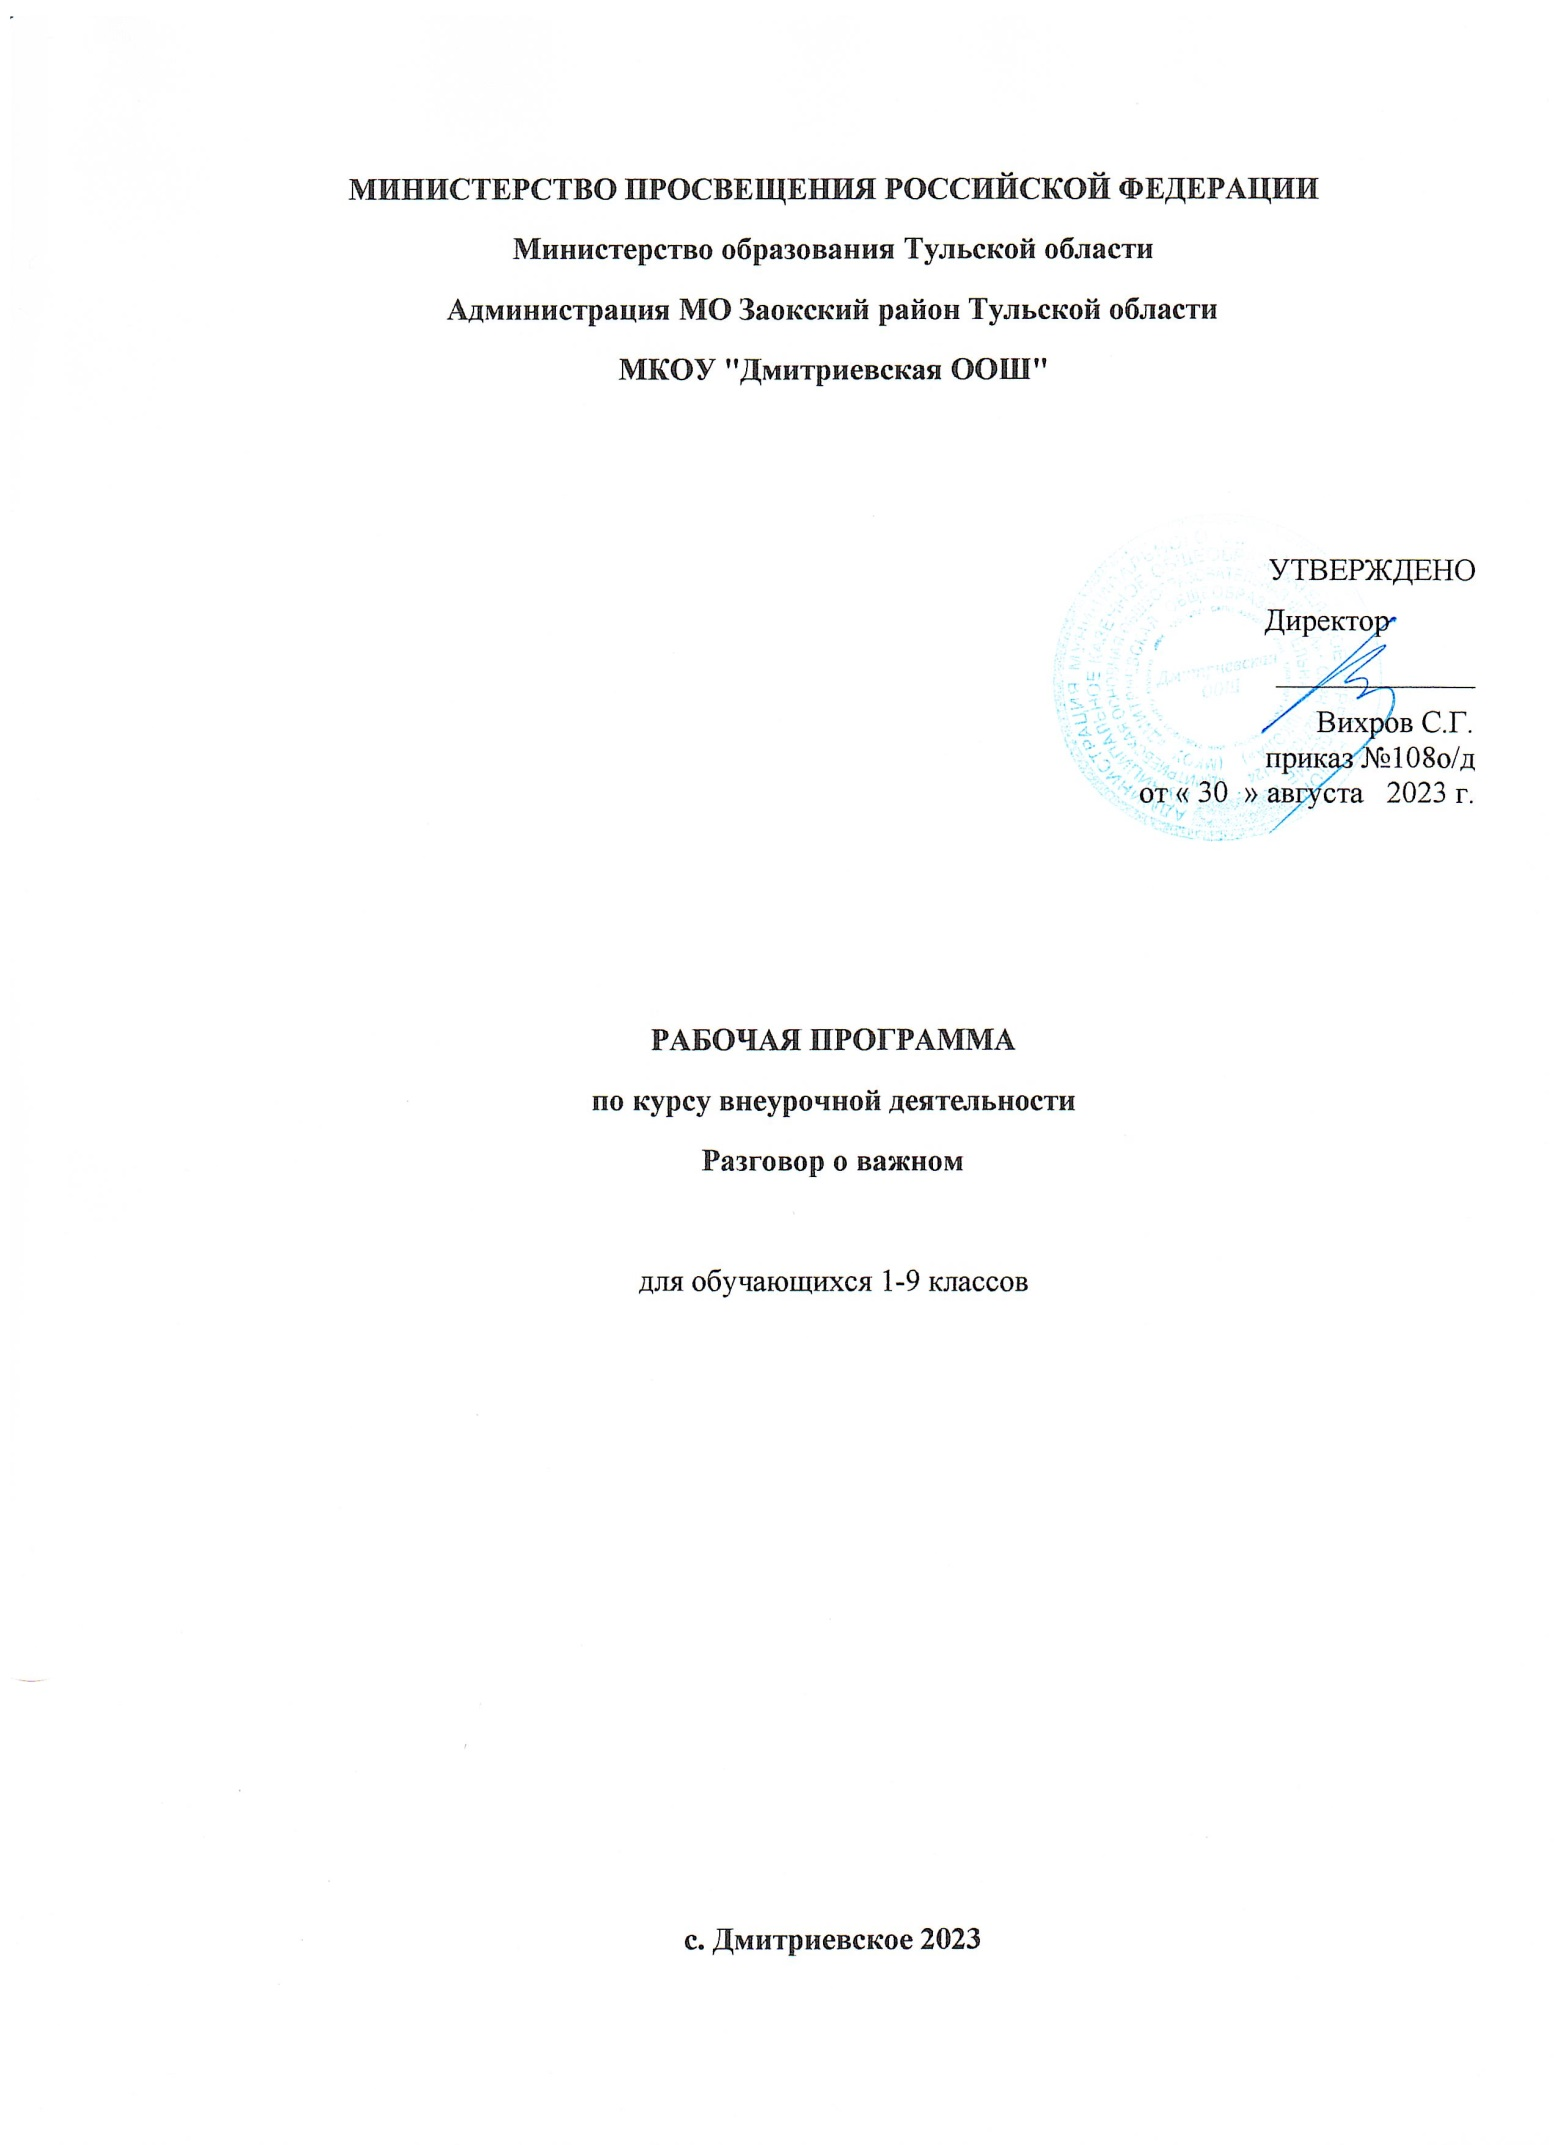 МИНИСТЕРСТВО ПРОСВЕЩЕНИЯ РОССИЙСКОЙ ФЕДЕРАЦИИ
Министерство образования Тульской области
Администрация МО Заокский район Тульской области
МКОУ "Дмитриевская ООШ"
УТВЕРЖДЕНО
Директор
Вихров С.Г.
приказ №108о/д
от « 30 » августа 2023 г.
Дмитриевская
ООШ
РАБОЧАЯ ПРОГРАММА
по курсу внеурочной деятельности
Разговор о важном
для обучающихся 1-9 классов
с. Дмитриевское 2023